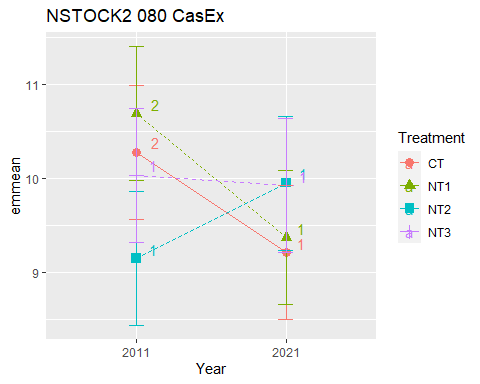 NSTOCK2 080 CasEx
emmean
11
10
9
2
2
1
1
1
1
1
2011
2021
Year
Treatment
a CT
a NT1
a NT2
a NT3